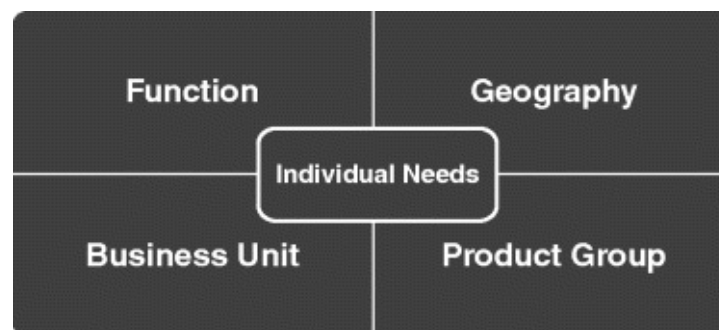 Function
Geography
Individual Needs
Business Unit
Product Group